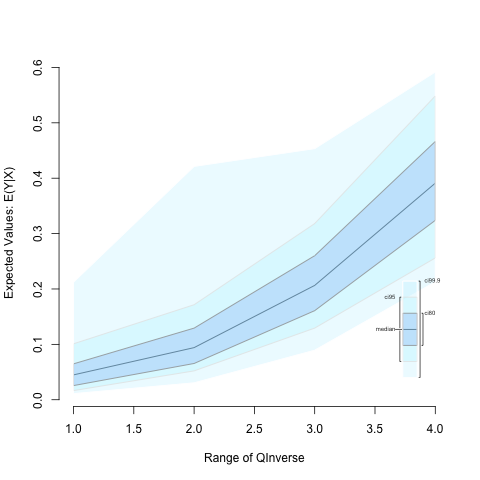 Expected Values: E(Y|X)
0.6
0.5
0.4
0.3
0.2
0.1
0.0
ci99.9
ci95
ci80
median
1.0 1.5 2.0 2.5 3.0 3.5 4.0
Range of QInverse